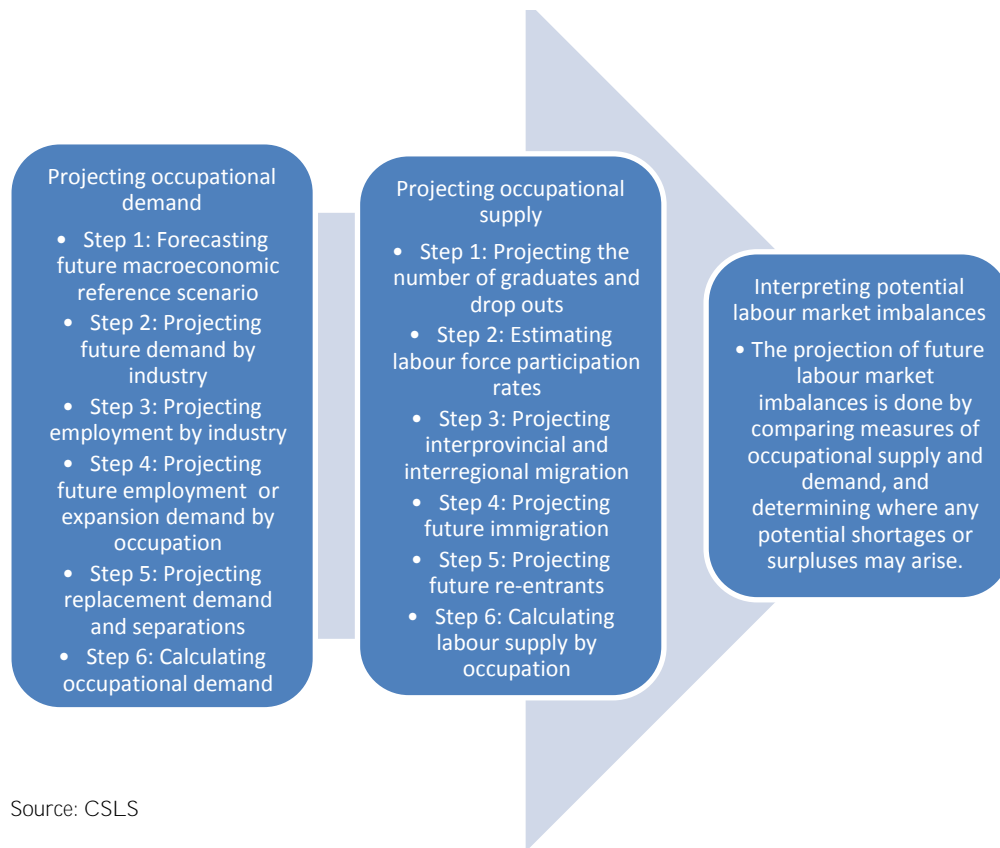 Projecting occupational
demand
• Step 1: Forecasting
future macroeconomic
reference scenario
• Step 2: Projecting
future demand by
industry
• Step 3: Projecting
employment by industry
• Step 4: Projecting
future employment or
expansion demand by
occupation
• Step 5: Projecting
replacement demand
and separations
• Step 6: Calculating
occupational demand
Projecting occupational
supply
• Step 1: Projecting the
number of graduates and
drop outs
• Step 2: Estimating
labour force participation
rates
• Step 3: Projecting
interprovincial and
interregional migration
• Step 4: Projecting
future immigration
• Step 5: Projecting
future re-entrants
• Step 6: Calculating
labour supply by
occupation
Interpreting potential
labour market imbalances
• The projection of future
labour market
imbalances is done by
comparing measures of
occupational supply and
demand, and
determining where any
potential shortages or
surpluses may arise.
Source: CSLS